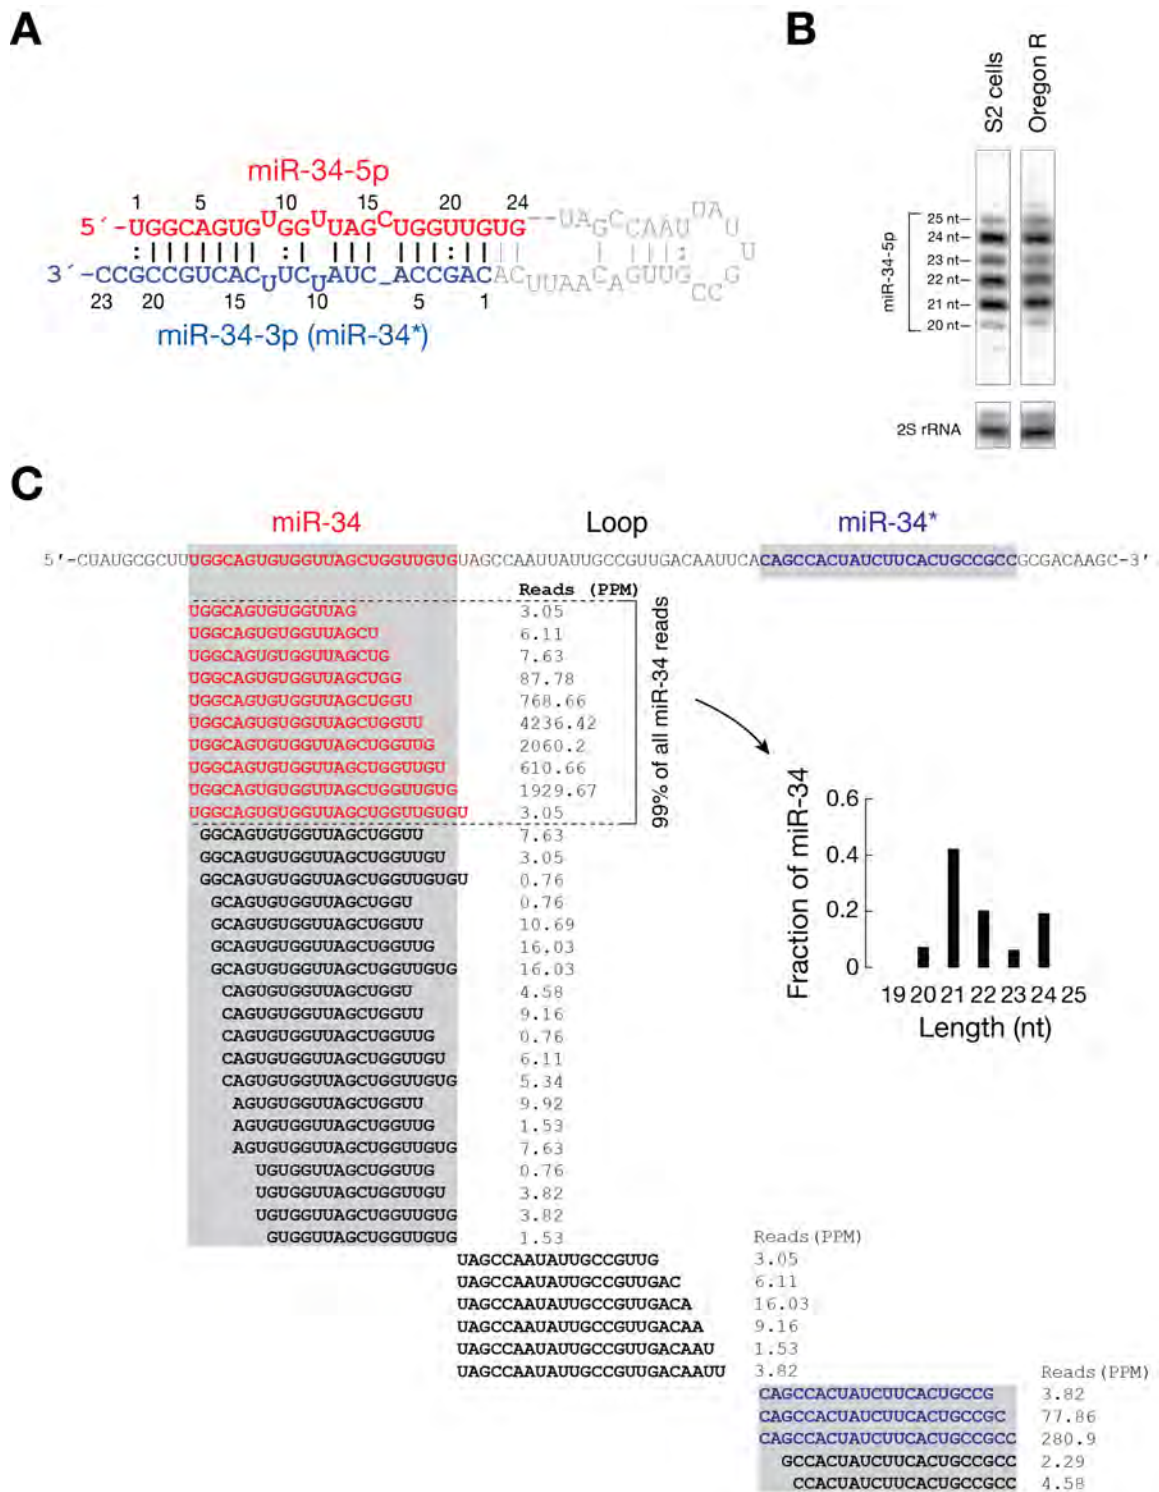 A
miR-34-5p
1 5 10 15 20 24
5´-UGGCAGUGUGGUUAGCUGGUUGUG--UAGCCAAUUAUUG
3´-CCGCCGUCACUUCUAUC_ACCGACACUUAACAGUUGCC
23 20 15 10 5 1
miR-34-3p (miR-34*)
B
S2 cells
Oregon R
miR-34-5p
25 nt
24 nt
23 nt
22 nt
21 nt
20 nt
2S rRNA
C
miR-34 Loop miR-34*
5'-CUAUGCGCUUUGGCAGUGUGGUUAGCUGGUUGUGUAGCCAAUUAUUGCCGUUGACAAUUCACAGCCACUAUCUUCACUGCCGCCGCGACAAGC-3'
Reads (PPM)
UGGCAGUGUGGUUAG 3.05
UGGCAGUGUGGUUAGCU 6.11
UGGCAGUGUGGUUAGCUG 7.63
UGGCAGUGUGGUUAGCUGG 87.78
UGGCAGUGUGGUUAGCUGGU 768.66
UGGCAGUGUGGUUAGCUGGUU 4236.42
UGGCAGUGUGGUUAGCUGGUUG 2060.2
UGGCAGUGUGGUUAGCUGGUUGU 610.66
UGGCAGUGUGGUUAGCUGGUUGUG 1929.67
UGGCAGUGUGGUUAGCUGGUUGUGU 3.05
99% of all miR-34 reads
GGCAGUGUGGUUAGCUGGUU 7.63
GGCAGUGUGGUUAGCUGGUUGU 3.05
GGCAGUGUGGUUAGCUGGUUGUGU 0.76
GCAGUGUGGUUAGCUGGU 0.76
GCAGUGUGGUUAGCUGGUU 10.69
GCAGUGUGGUUAGCUGGUUG 16.03
GCAGUGUGGUUAGCUGGUUGUG 16.03
CAGUGUGGUUAGCUGGU 4.58
CAGUGUGGUUAGCUGGUU 9.16
CAGUGUGGUUAGCUGGUUG 0.76
CAGUGUGGUUAGCUGGUUGU 6.11
CAGUGUGGUUAGCUGGUUGUG 5.34
AGUGUGGUUAGCUGGUU 9.92
AGUGUGGUUAGCUGGUUG 1.53
AGUGUGGUUAGCUGGUUGUG 7.63
UGUGGUUAGCUGGUUG 0.76
UGUGGUUAGCUGGUUGU 3.82
UGUGGUUAGCUGGUUGUG 3.82
GUGGUUAGCUGGUUGUG 1.53
Fraction of miR-34
0.6
0.4
0.2
0
19 20 21 22 23 24 25
Length (nt)
Reads(PPM)
UAGCCAAUAUUGCCGUUG 3.05
UAGCCAAUAUUGCCGUUGAC 6.11
UAGCCAAUAUUGCCGUUGACA 16.03
UAGCCAAUAUUGCCGUUGACAA 9.16
UAGCCAAUAUUGCCGUUGACAAU 1.53
UAGCCAAUAUUGCCGUUGACAAUU 3.82
Reads(PPM)
CAGCCACUAUCUUCACUGCCG 3.82
CAGCCACUAUCUUCACUGCCGC 77.86
CAGCCACUAUCUUCACUGCCGCC 280.9
GCCACUAUCUUCACUGCCGCC 2.29
CCACUAUCUUCACUGCCGCC 4.58